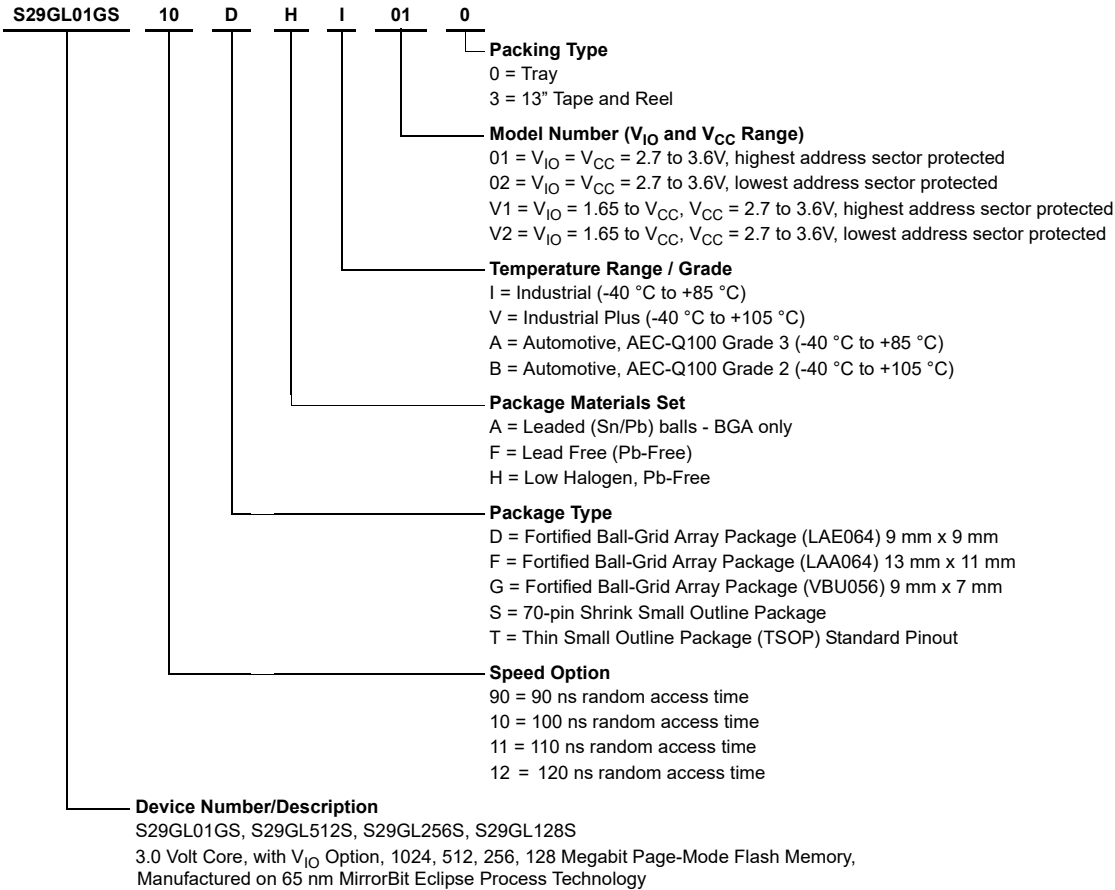 S29GL01GS 10 D H I 01 0
Packing Type
0 = Tray
3 = 13” Tape and Reel
Model Number (VIO and VCC Range)
01 = VIO = VCC = 2.7 to 3.6V, highest address sector protected
02 = VIO = VCC = 2.7 to 3.6V, lowest address sector protected
V1 = VIO = 1.65 to VCC, VCC = 2.7 to 3.6V, highest address sector protected
V2 = VIO = 1.65 to VCC, VCC = 2.7 to 3.6V, lowest address sector protected
Temperature Range / Grade
I = Industrial (-40 °C to +85 °C)
V = Industrial Plus (-40 °C to +105 °C)
A = Automotive, AEC-Q100 Grade 3 (-40 °C to +85 °C)
B = Automotive, AEC-Q100 Grade 2 (-40 °C to +105 °C)
Package Materials Set
A = Leaded (Sn/Pb) balls - BGA only
F = Lead Free (Pb-Free)
H = Low Halogen, Pb-Free
Package Type
D = Fortified Ball-Grid Array Package (LAE064) 9 mm x 9 mm
F = Fortified Ball-Grid Array Package (LAA064) 13 mm x 11 mm
G = Fortified Ball-Grid Array Package (VBU056) 9 mm x 7 mm
S = 70-pin Shrink Small Outline Package
T = Thin Small Outline Package (TSOP) Standard Pinout
Speed Option
90 = 90 ns random access time
10 = 100 ns random access time
11 = 110 ns random access time
12 = 120 ns random access time
Device Number/Description
S29GL01GS, S29GL512S, S29GL256S, S29GL128S
3.0 Volt Core, with VIO Option, 1024, 512, 256, 128 Megabit Page-Mode Flash Memory,
Manufactured on 65 nm MirrorBit Eclipse Process Technology